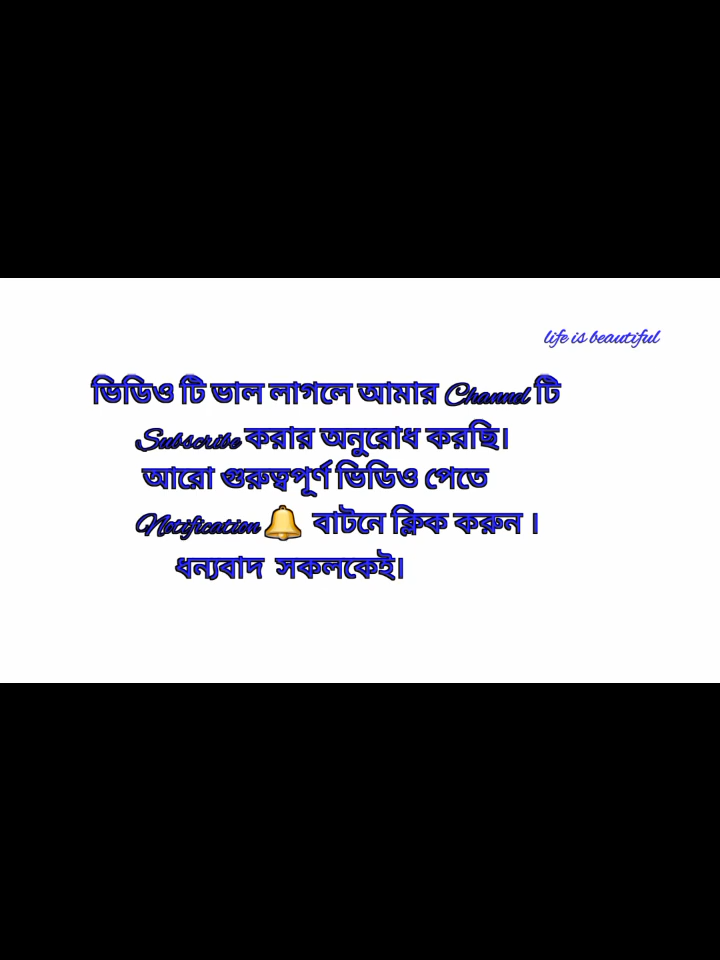 life is beautiful
ভিডিও টি ভাল লাগলে আমার Channel টি
Subscribe করার অনুরোধ করছি।
আরো গুরুত্বপূর্ণ ভিডিও পেতে
Notification 🔔 বাটনে ক্লিক করুন ।
ধন্যবাদ সকলকেই।